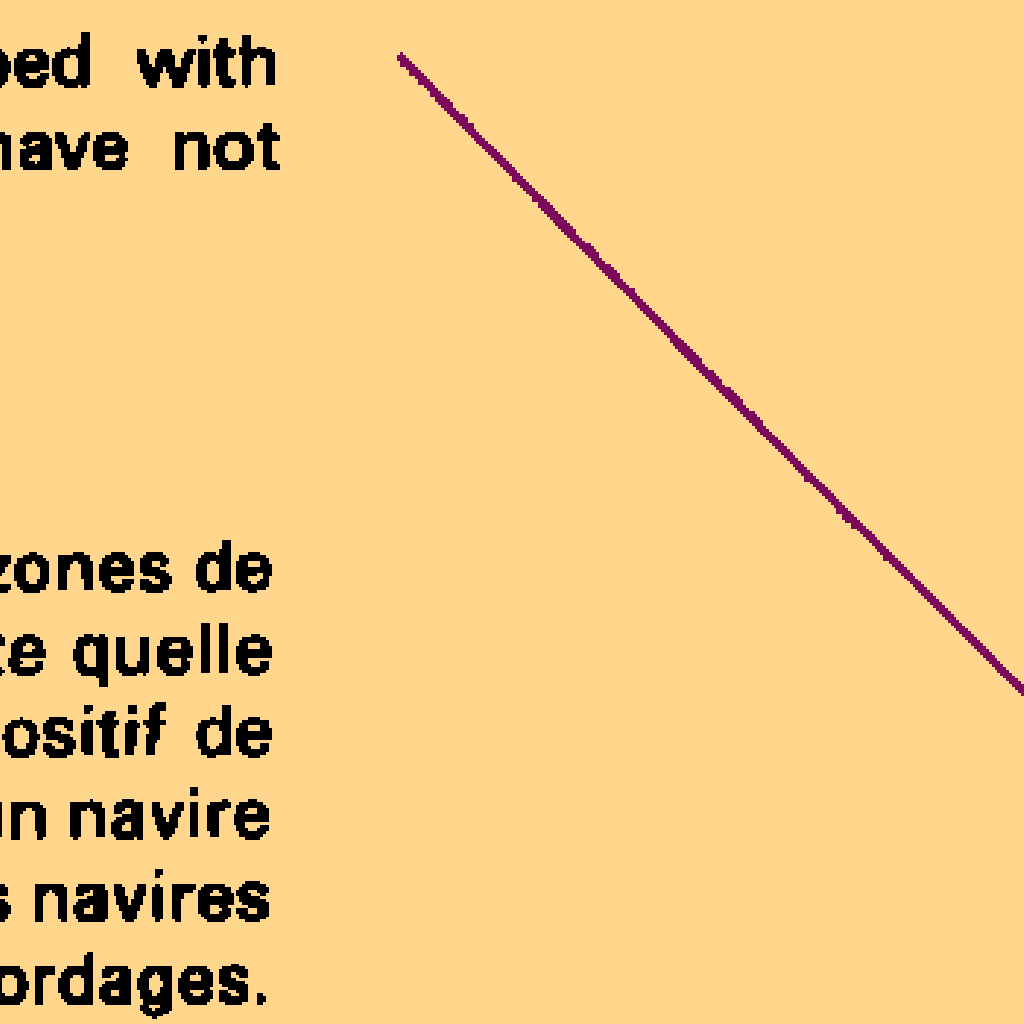 ped with
have not
zones de
te quelle
ositif de
un navire
s navires
ordages.